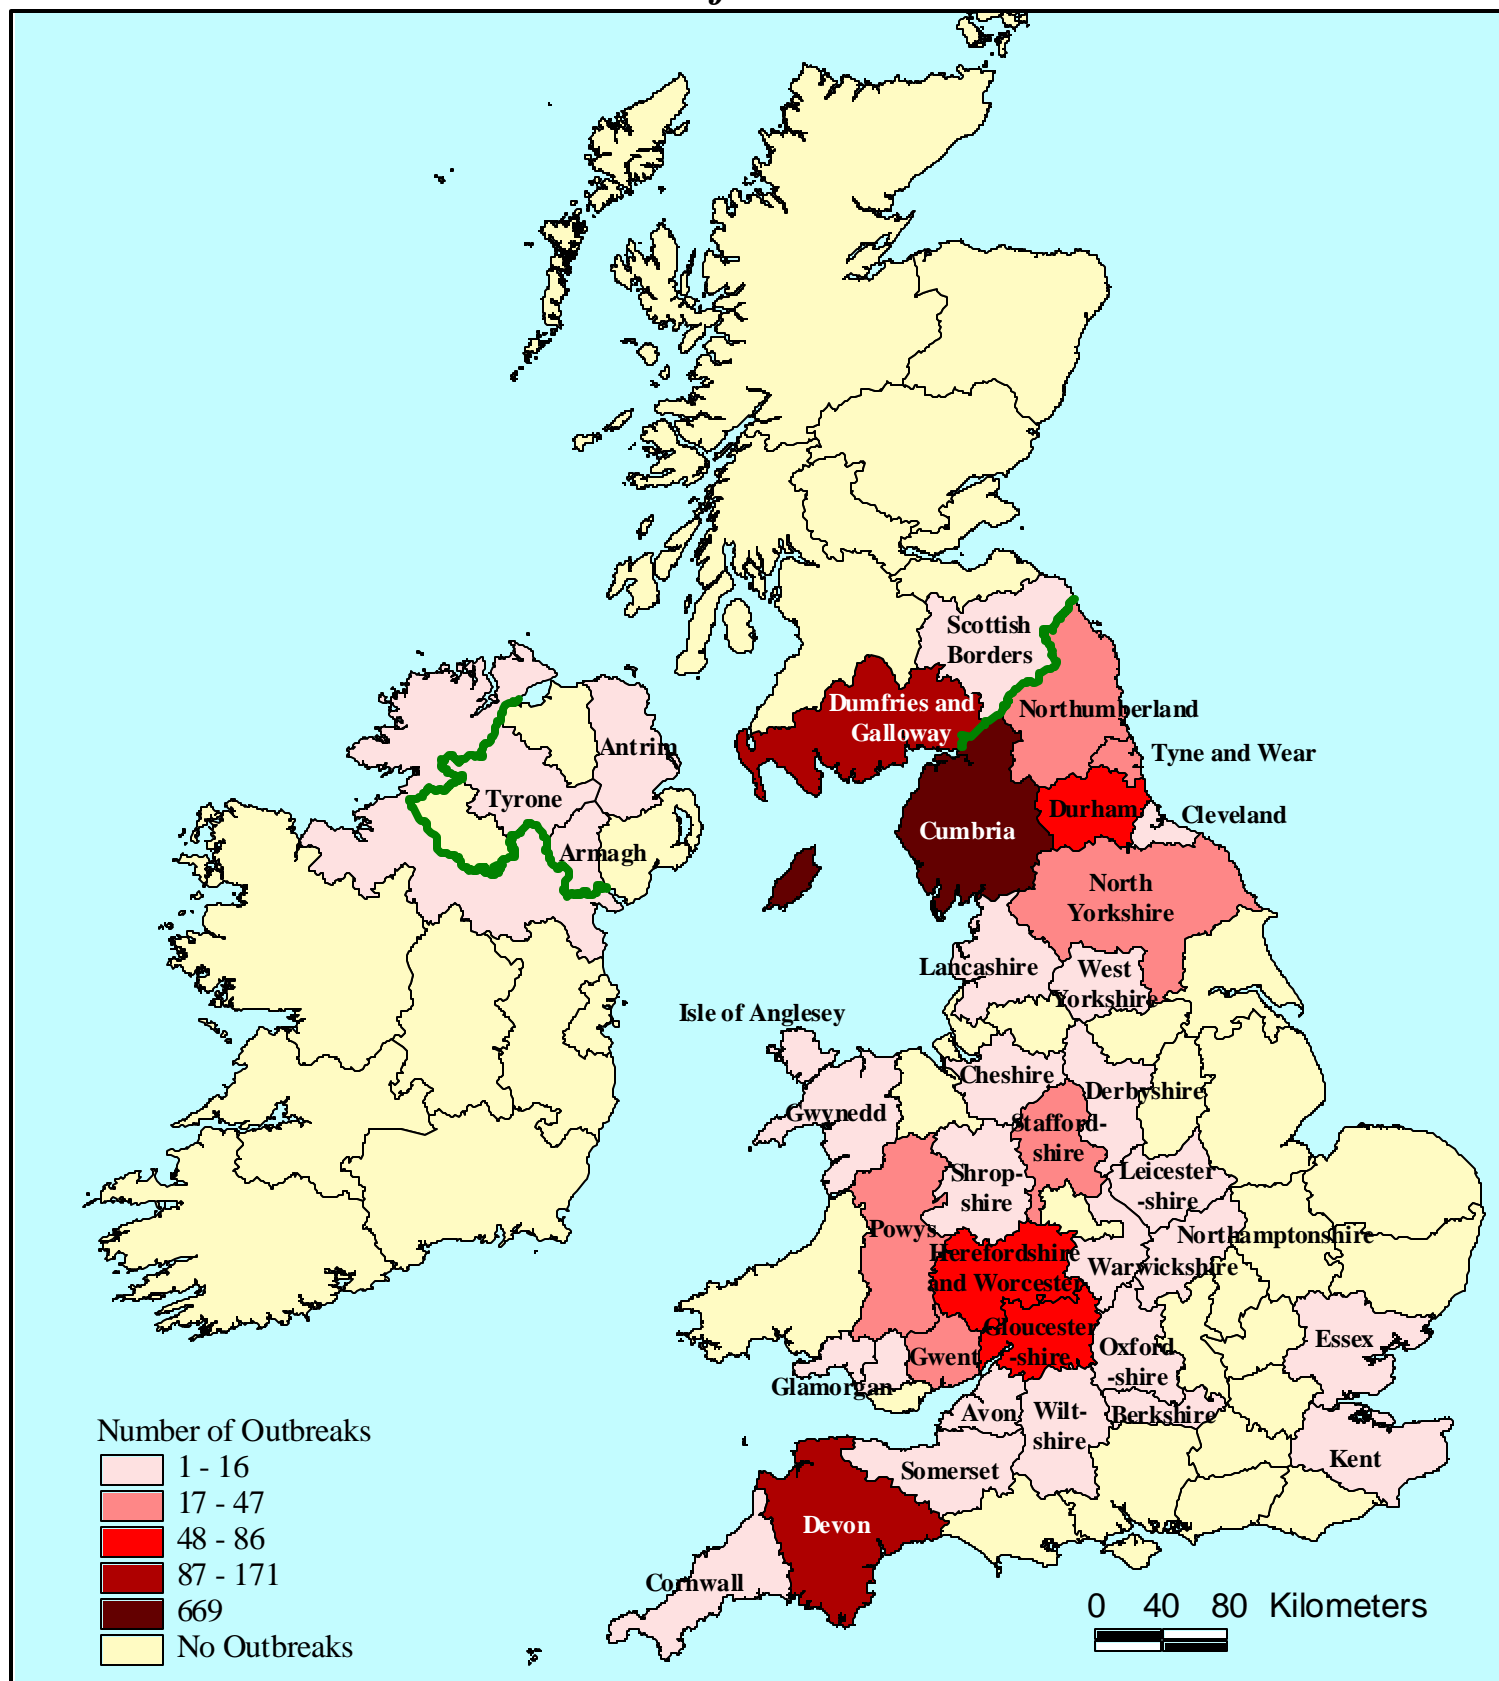 Scottish
Borders
Dumfries and
Galloway
Northumberland
Antrim
Tyne and Wear
Tyrone
Durham
Cleveland
Cumbria
Armagh
North
Yorkshire
Lancashire
West
Yorkshire
Isle of Anglesey
Cheshire
Derbyshire
Gwynedd
Stafford-
shire
Shrop-
shire
Leicester
-shire
Powys
Northamptonshire
Herefordshire
and Worcester
Warwickshire
Gloucester
-shire
Gwent
Oxford
-shire
Essex
Glamorgan
Avon
Wilt-
shire
Berkshire
Kent
Somerset
Devon
Cornwall
Number of Outbreaks
1 - 16
17 - 47
48 - 86
87 - 171
669
No Outbreaks
0 40 80 Kilometers